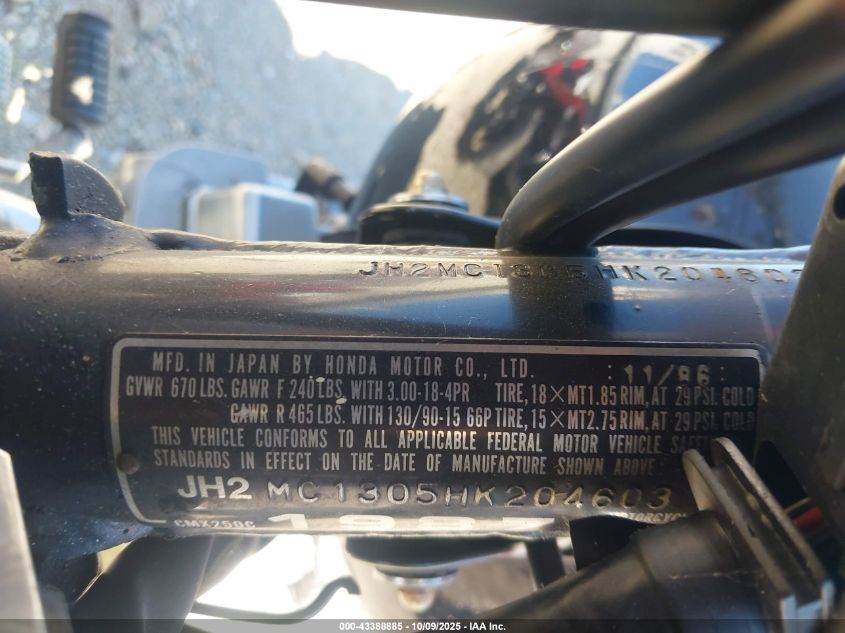 JH2MC1305HK204603
MFD. IN JAPAN BY HONDA MOTOR CO., LTD. 11/86
GVWR 670 LBS. GAWR F 240 LBS. WITH 3.00-18-4PR TIRE, 18 × MT1.85 RIM, AT 29 PSI. COLD
GAWR R 465 LBS. WITH 130/90-15 66P TIRE, 15 × MT2.75 RIM, AT 29 PSI. COLD
THIS VEHICLE CONFORMS TO ALL APPLICABLE FEDERAL MOTOR VEHICLE SAFETY
STANDARDS IN EFFECT ON THE DATE OF MANUFACTURE SHOWN ABOVE
JH2 MC1305HK204603
CMX250C 1987
000-43388885 - 10/09/2025 - IAA Inc.